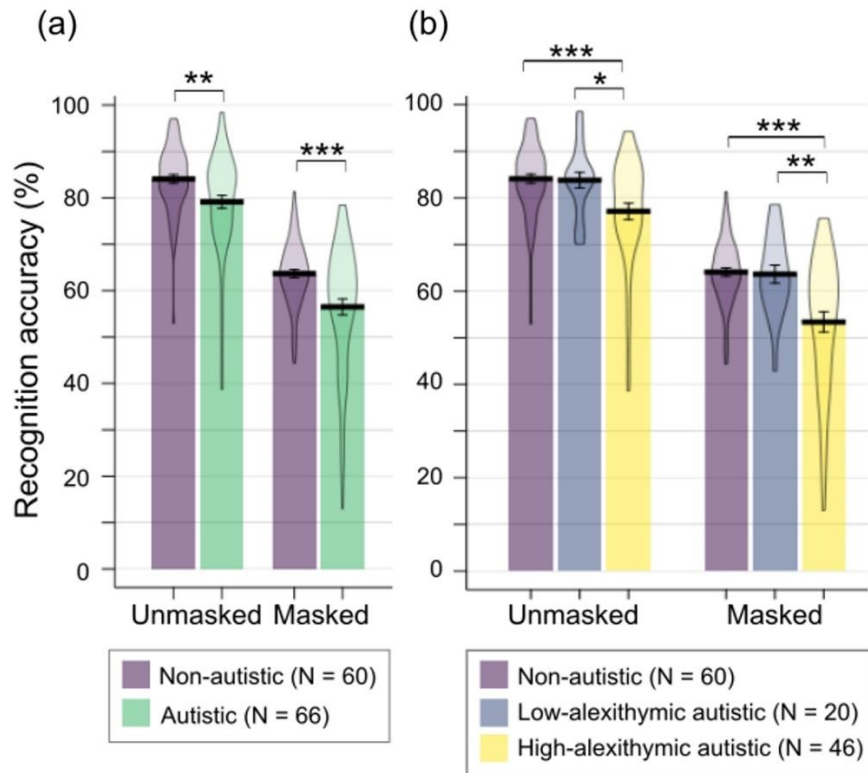 (a)
Recognition accuracy (%)
100
80
60
40
20
0
**
***
Unmasked Masked
Non-autistic (N = 60)
Autistic (N = 66)
(b)
100
80
60
40
20
0
***
*
***
**
Unmasked Masked
Non-autistic (N = 60)
Low-alexithymic autistic (N = 20)
High-alexithymic autistic (N = 46)